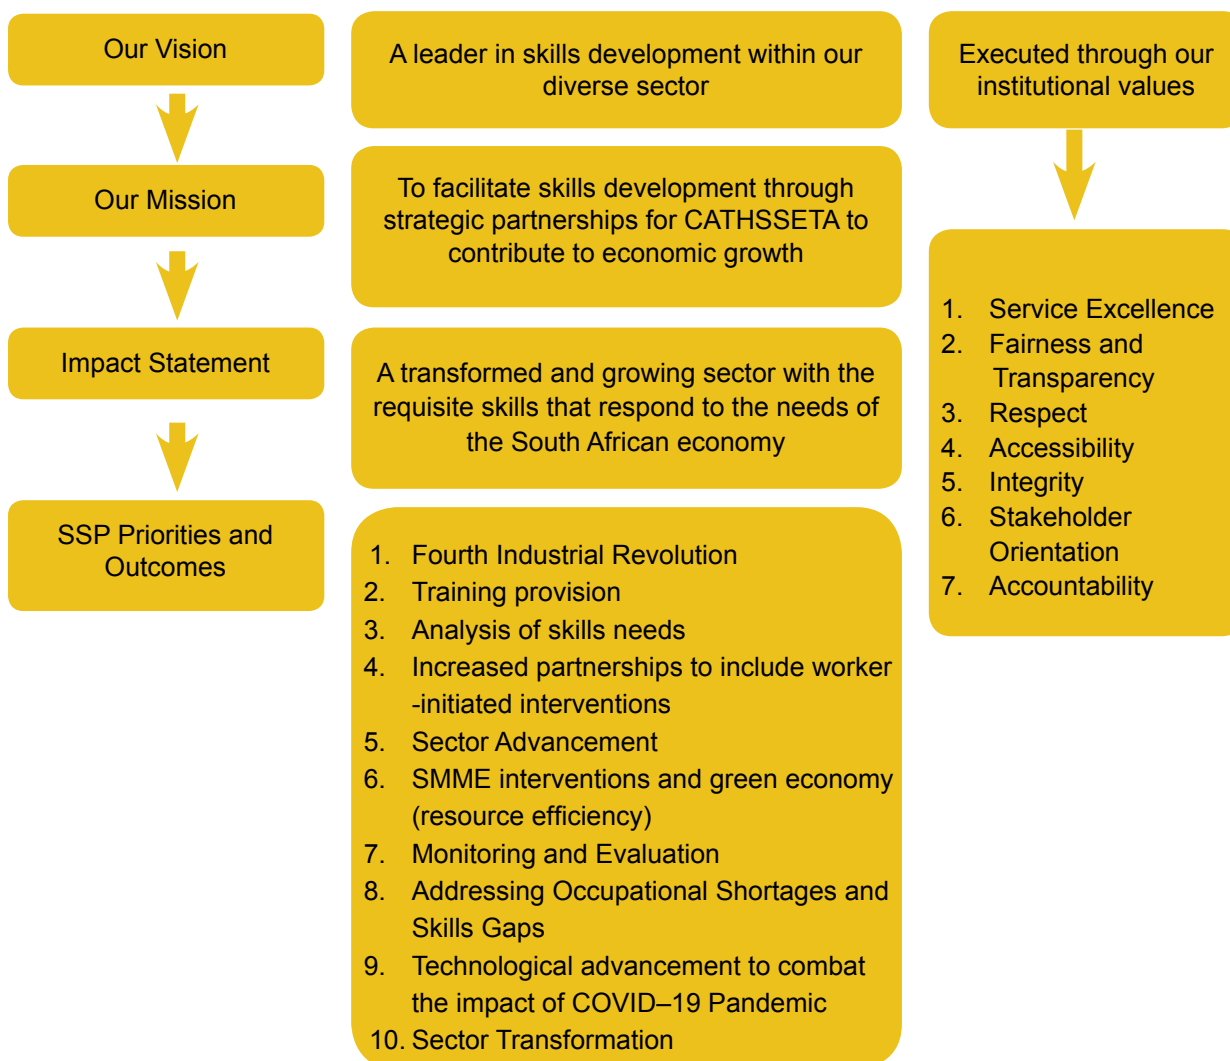 Our Vision
A leader in skills development within our
diverse sector
Executed through our
institutional values
Our Mission
To facilitate skills development through
strategic partnerships for CATHSSETA to
contribute to economic growth
Impact Statement
A transformed and growing sector with the
requisite skills that respond to the needs of
the South African economy
SSP Priorities and
Outcomes
1. Fourth Industrial Revolution
2. Training provision
3. Analysis of skills needs
4. Increased partnerships to include worker
-initiated interventions
5. Sector Advancement
6. SMME interventions and green economy
(resource efficiency)
7. Monitoring and Evaluation
8. Addressing Occupational Shortages and
Skills Gaps
9. Technological advancement to combat
the impact of COVID–19 Pandemic
10. Sector Transformation
1. Service Excellence
2. Fairness and
Transparency
3. Respect
4. Accessibility
5. Integrity
6. Stakeholder
Orientation
7. Accountability